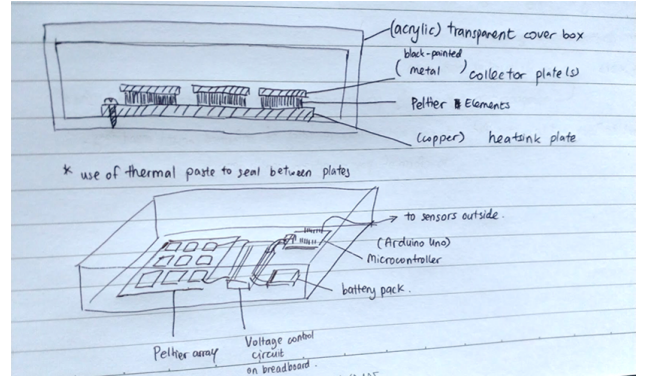 (acrylic) transparent cover box
black-painted
(metal) collector plate(s)
Peltier Elements
(copper) heatsink plate
* use of thermal paste to seal between plates
→ to sensors outside.
(Arduino Uno)
Microcontroller
battery pack.
Peltier array
Voltage control
circuit
on breadboard.